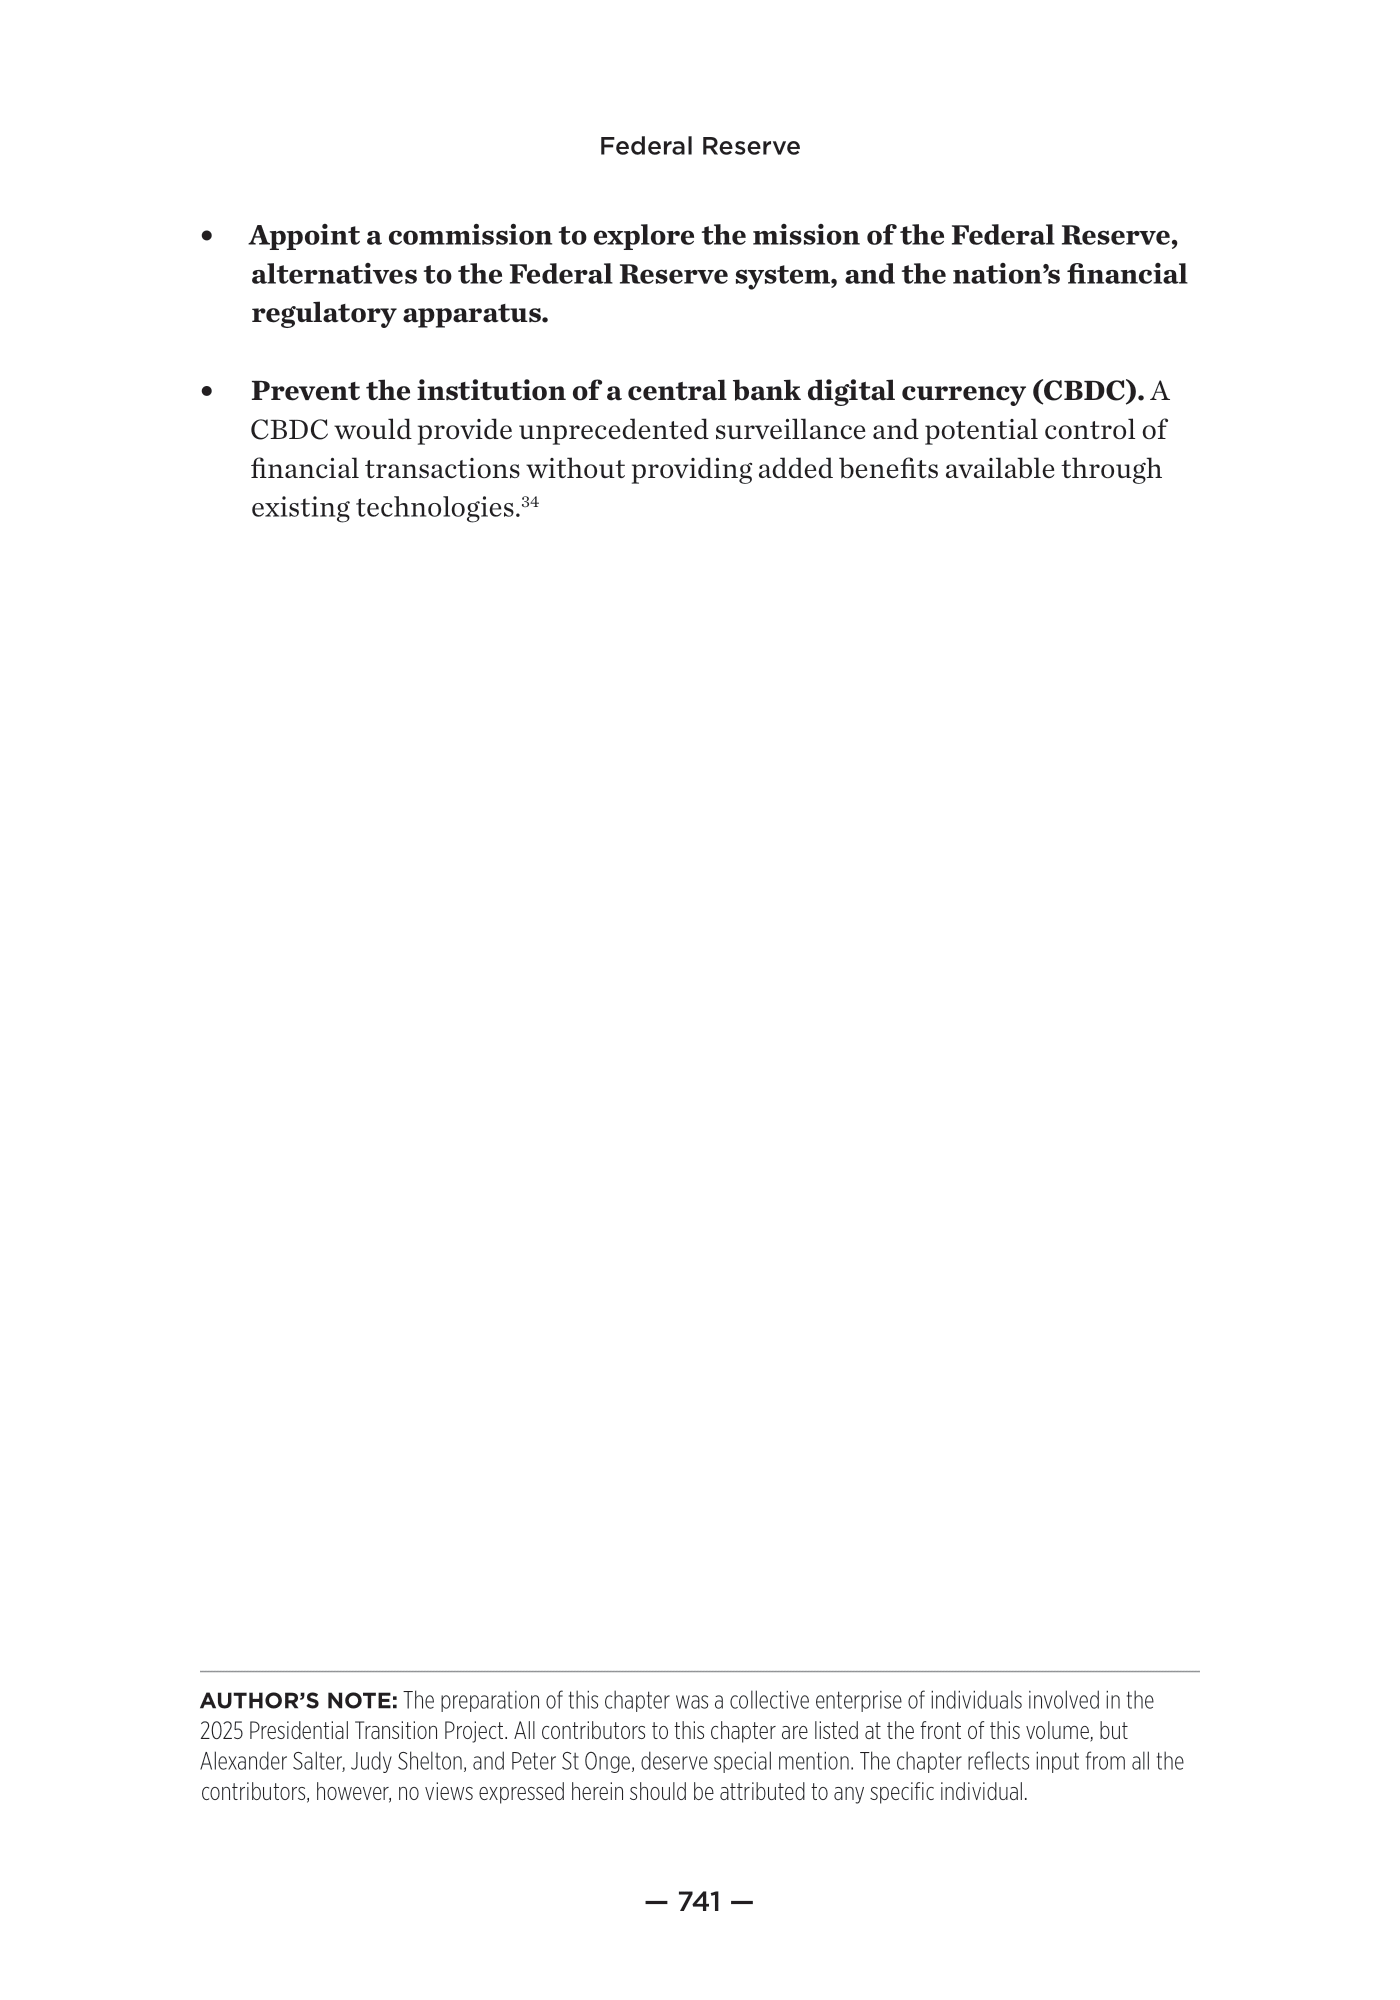 Federal Reserve
• Appoint a commission to explore the mission of the Federal Reserve,
alternatives to the Federal Reserve system, and the nation’s financial
regulatory apparatus.
• Prevent the institution of a central bank digital currency (CBDC). A
CBDC would provide unprecedented surveillance and potential control of
financial transactions without providing added benefits available through
existing technologies.³⁴
AUTHOR’S NOTE: The preparation of this chapter was a collective enterprise of individuals involved in the
2025 Presidential Transition Project. All contributors to this chapter are listed at the front of this volume, but
Alexander Salter, Judy Shelton, and Peter St Onge, deserve special mention. The chapter reflects input from all the
contributors, however, no views expressed herein should be attributed to any specific individual.
— 741 —